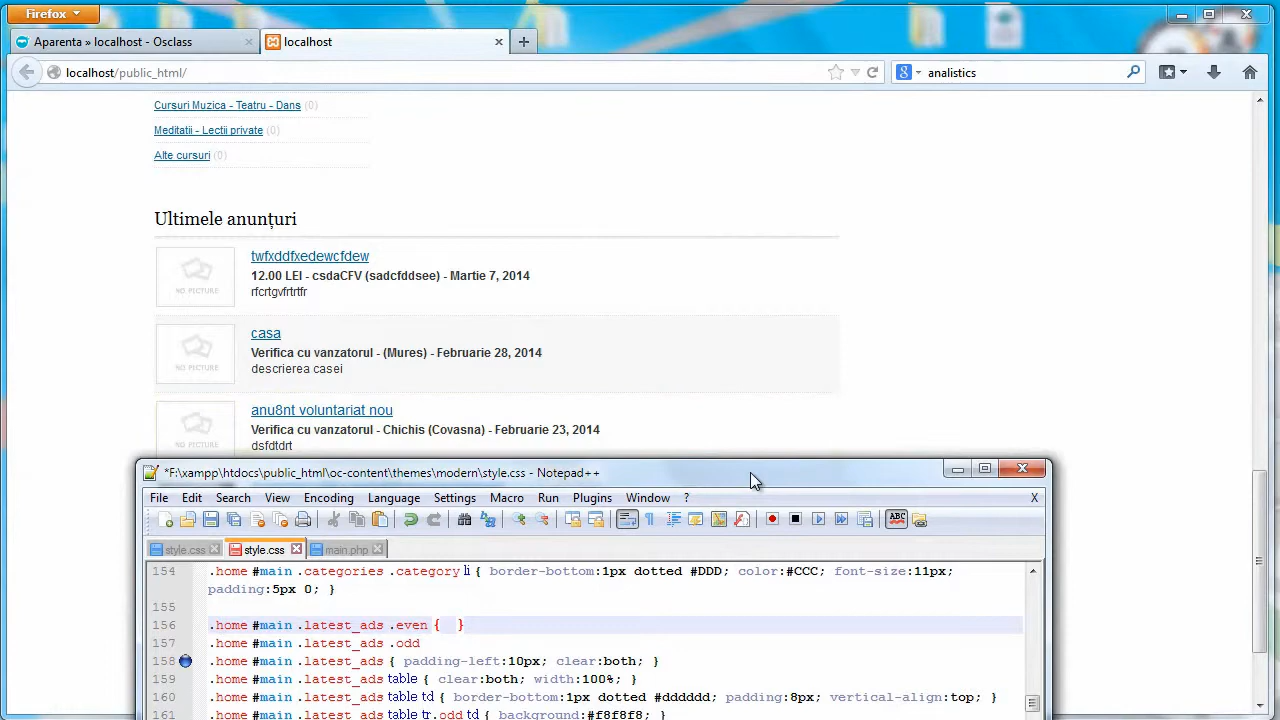 Firefox
Aparenta » localhost - Osclass
localhost
localhost/public_html/
analistics
Cursuri Muzica - Teatru - Dans (0)
Meditatii - Lectii private (0)
Alte cursuri (0)
Ultimele anunțuri
NO PICTURE
twfxddfxedewcfdew
12.00 LEI - csdaCFV (sadcfddsee) - Martie 7, 2014
rfcrtgvfrtrtfr
NO PICTURE
casa
Verifica cu vanzatorul - (Mures) - Februarie 28, 2014
descrierea casei
NO PICTURE
anu8nt voluntariat nou
Verifica cu vanzatorul - Chichis (Covasna) - Februarie 23, 2014
dsfdtdrt
*F:\xampp\htdocs\public_html\oc-content\themes\modern\style.css - Notepad++
File Edit Search View Encoding Language Settings Macro Run Plugins Window ? X
ABC
style.css style.css main.php
154 .home #main .categories .category li { border-bottom:1px dotted #DDD; color:#CCC; font-size:11px;
padding:5px 0; }
155
156 .home #main .latest_ads .even { }
157 .home #main .latest_ads .odd
158 .home #main .latest_ads { padding-left:10px; clear:both; }
159 .home #main .latest_ads table { clear:both; width:100%; }
160 .home #main .latest_ads table td { border-bottom:1px dotted #dddddd; padding:8px; vertical-align:top; }
161 .home #main .latest_ads table tr.odd td { background:#f8f8f8; }